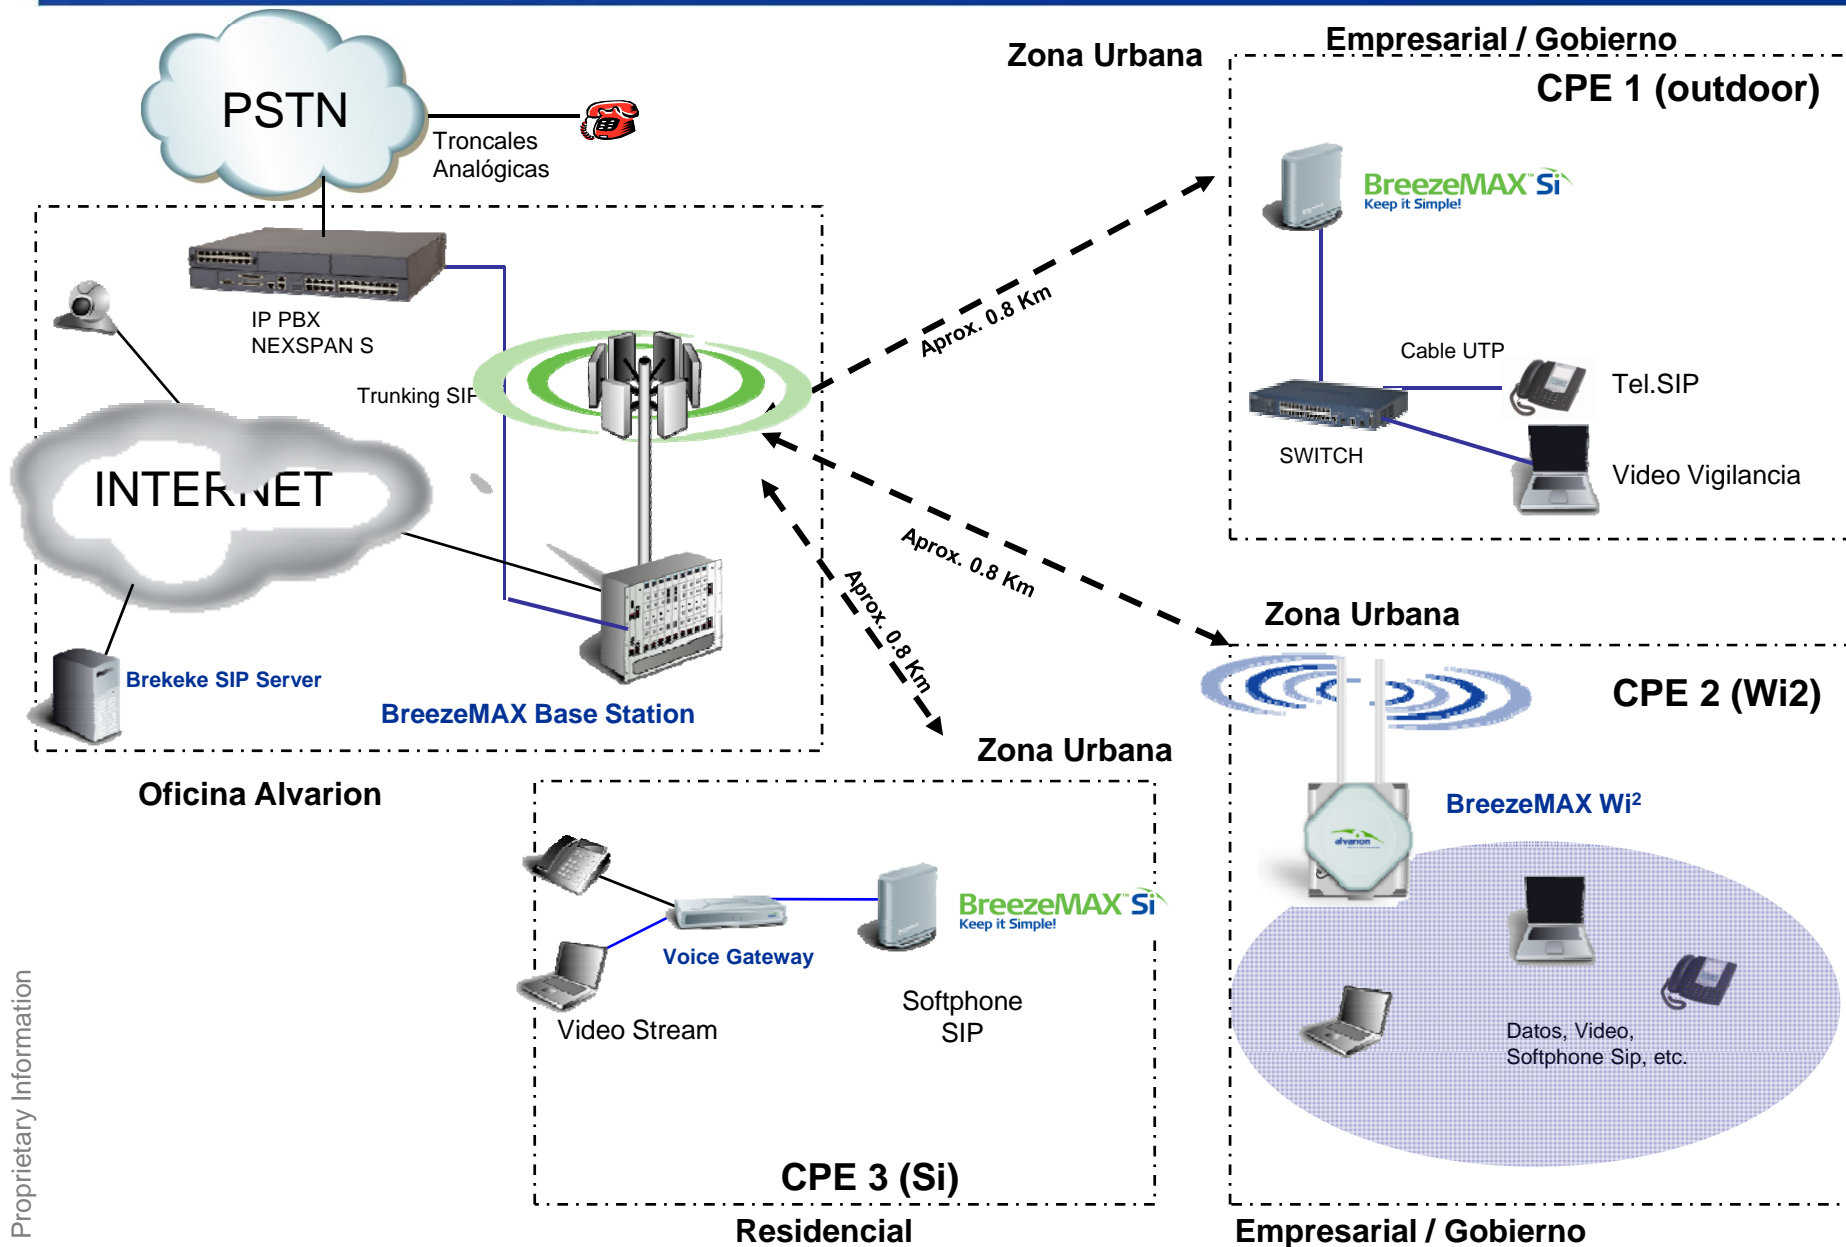 PSTN
Troncales
Analógicas
IP PBX
NEXSPAN S
Trunking SIP
INTERNET
Brekeke SIP Server
BreezeMAX Base Station
Oficina Alvarion
Zona Urbana
Empresarial / Gobierno
CPE 1 (outdoor)
BreezeMAX™ Si
Keep it Simple!
Aprox. 0.8 Km
Cable UTP
Tel.SIP
SWITCH
Video Vigilancia
Aprox. 0.8 Km
Aprox. 0.8 Km
Zona Urbana
CPE 2 (Wi2)
BreezeMAX Wi²
alvarion
Datos, Video,
Softphone Sip, etc.
Empresarial / Gobierno
Zona Urbana
BreezeMAX™ Si
Keep it Simple!
Voice Gateway
Softphone
SIP
Video Stream
CPE 3 (Si)
Residencial
Proprietary Information